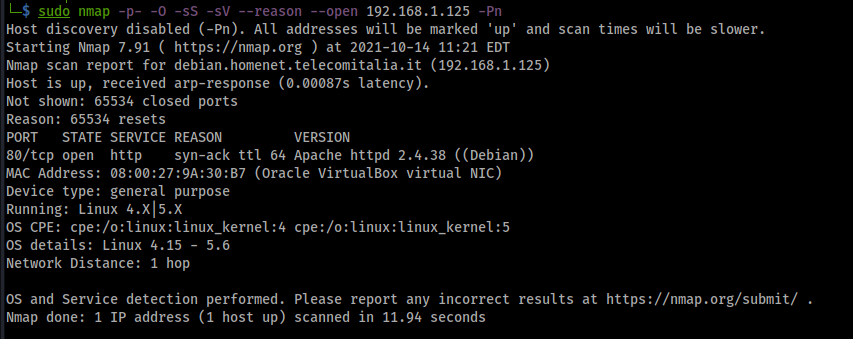 └─$ sudo nmap -p- -O -sS -sV --reason --open 192.168.1.125 -Pn
Host discovery disabled (-Pn). All addresses will be marked 'up' and scan times will be slower.
Starting Nmap 7.91 ( https://nmap.org ) at 2021-10-14 11:21 EDT
Nmap scan report for debian.homenet.telecomitalia.it (192.168.1.125)
Host is up, received arp-response (0.00087s latency).
Not shown: 65534 closed ports
Reason: 65534 resets
PORT   STATE SERVICE REASON         VERSION
80/tcp open  http    syn-ack ttl 64 Apache httpd 2.4.38 ((Debian))
MAC Address: 08:00:27:9A:30:B7 (Oracle VirtualBox virtual NIC)
Device type: general purpose
Running: Linux 4.X|5.X
OS CPE: cpe:/o:linux:linux_kernel:4 cpe:/o:linux:linux_kernel:5
OS details: Linux 4.15 - 5.6
Network Distance: 1 hop
OS and Service detection performed. Please report any incorrect results at https://nmap.org/submit/ .
Nmap done: 1 IP address (1 host up) scanned in 11.94 seconds